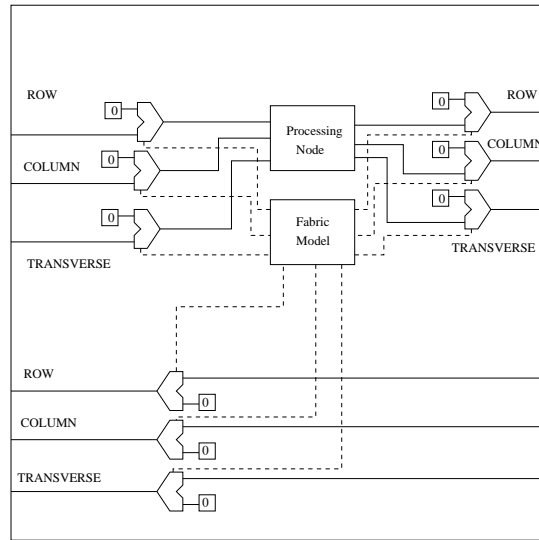 ROW
0
0
ROW
Processing
Node
COLUMN
0
0
COLUMN
0
0
Fabric
Model
TRANSVERSE
TRANSVERSE
ROW
0
COLUMN
0
TRANSVERSE
0